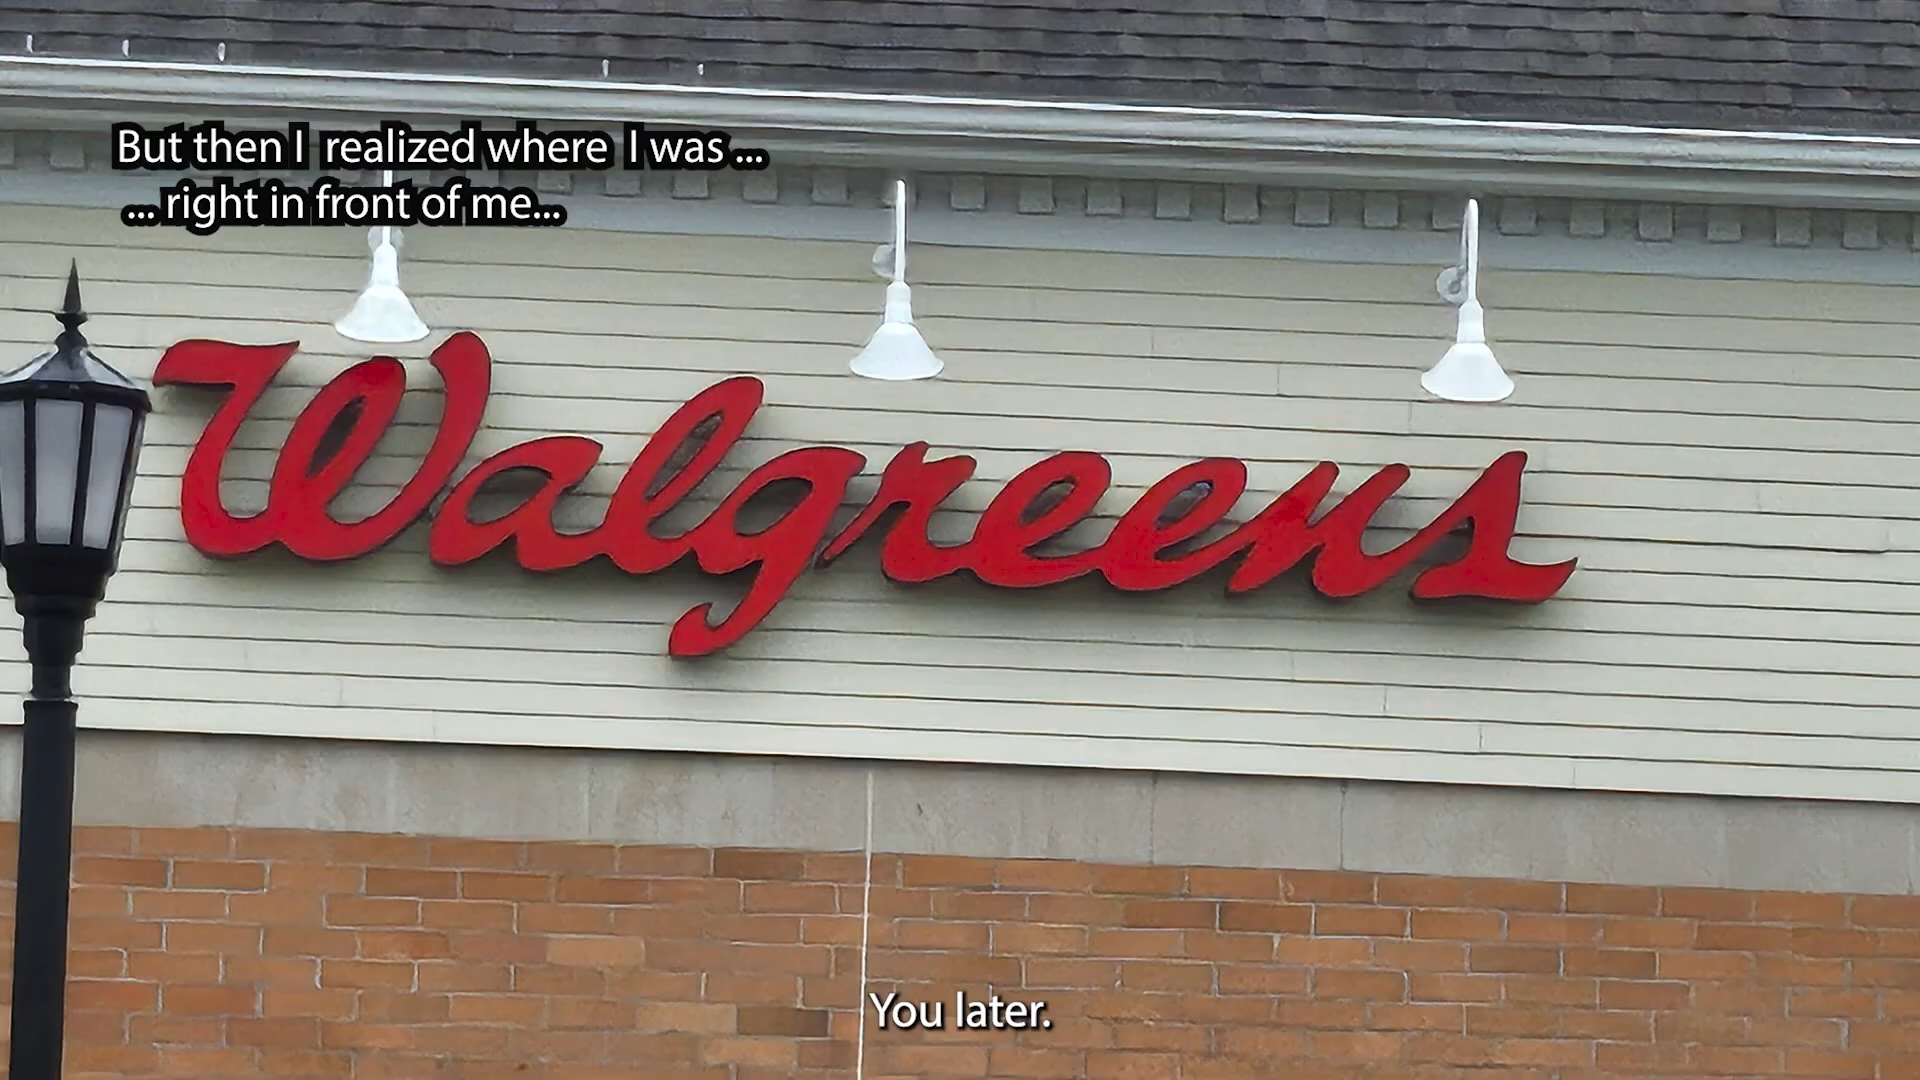 But then I realized where I was ...
... right in front of me...
Walgreens
You later.